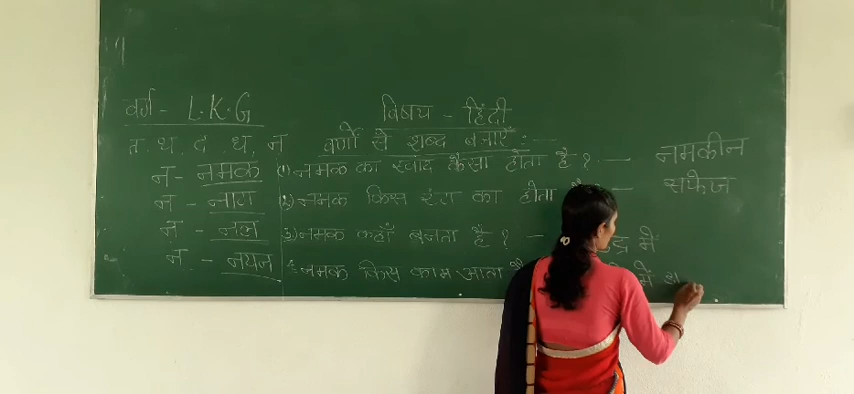 वर्ग - L.K.G
विषय - हिंदी
त, थ, द, ध, न
वर्णों से शब्द बनाएँ :-
न - नमक
न - नारा
न - नल
न - नयन
(1) नमक का स्वाद कैसा होता है? — नमकीन
(2) नमक किस रंग का होता — सफेज
(3) नमक कहाँ बनता है? — में
4. नमक किस काम आता है में